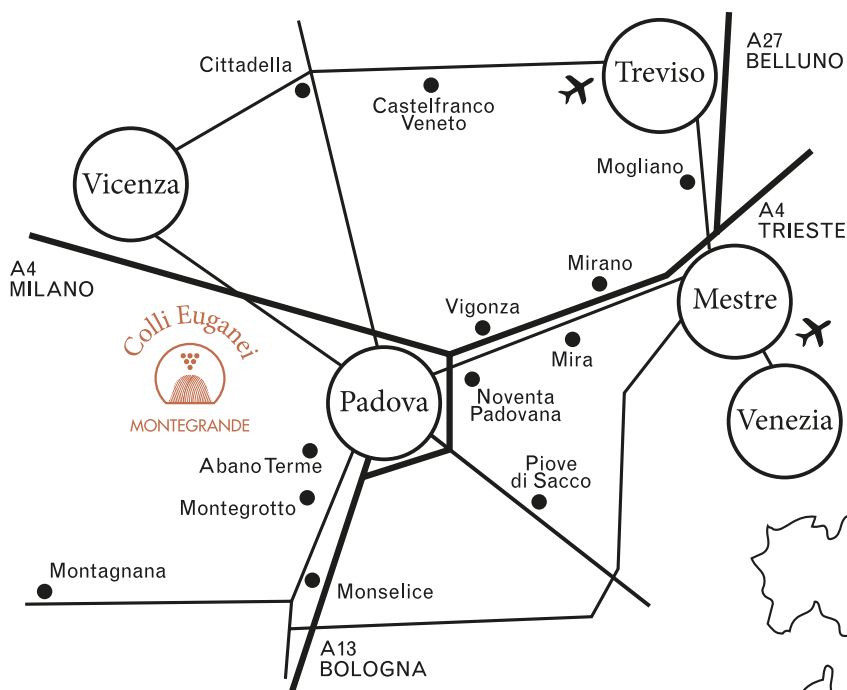 A27
BELLUNO
Treviso
Cittadella
Castelfranco
Veneto
Mogliano
Vicenza
A4
TRIESTE
A4
MILANO
Mirano
Mestre
Colli Euganei
MONTEGRANDE
Vigonza
Mira
Padova
Noventa
Padovana
Venezia
Abano Terme
Piove
di Sacco
Montegrotto
Montagnana
Monselice
A13
BOLOGNA